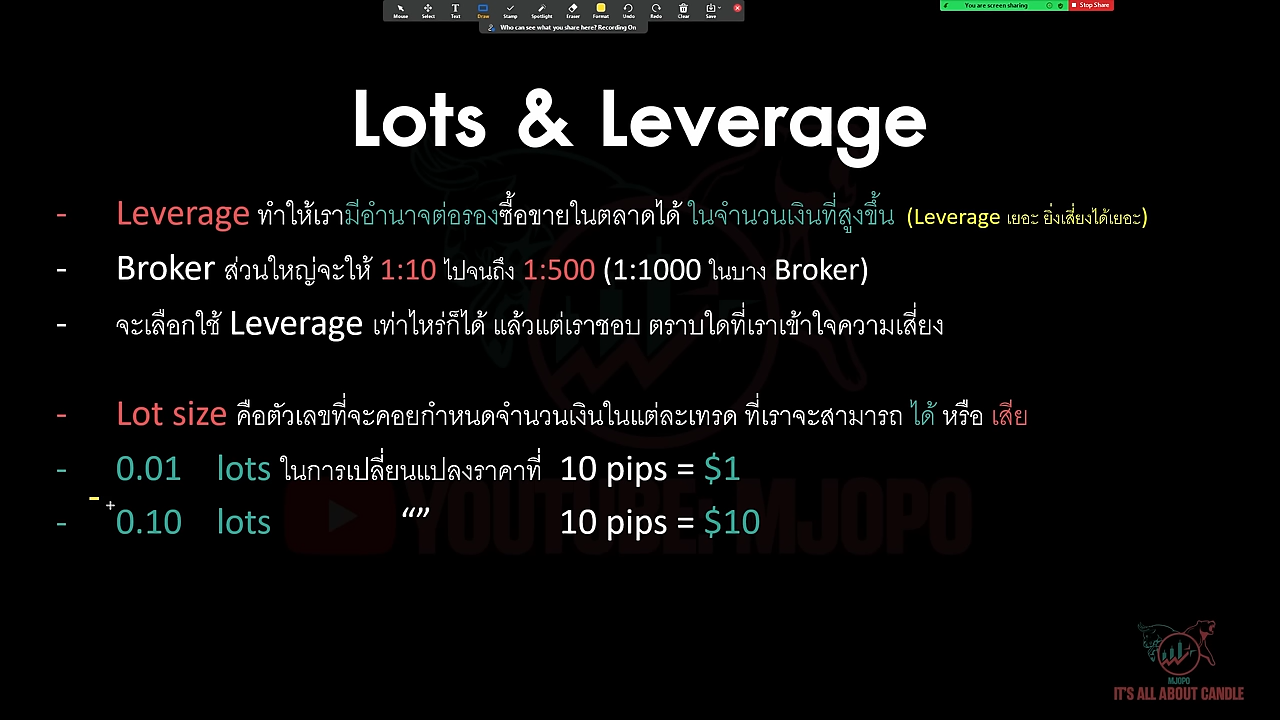 Mouse Select Text Draw Stamp Spotlight Eraser Format Undo Redo Clear Save
You are screen sharing Stop Share
Who can see what you share here? Recording On
Lots & Leverage
- Leverage ทำให้เรามีอำนาจต่อรองซื้อขายในตลาดได้ ในจำนวนเงินที่สูงขึ้น (Leverage เยอะ ยิ่งเสี่ยงได้เยอะ)
- Broker ส่วนใหญ่จะให้ 1:10 ไปจนถึง 1:500 (1:1000 ในบาง Broker)
- จะเลือกใช้ Leverage เท่าไหร่ก็ได้ แล้วแต่เราชอบ ตราบใดที่เราเข้าใจความเสี่ยง
- Lot size คือตัวเลขที่จะคอยกำหนดจำนวนเงินในแต่ละเทรด ที่เราจะสามารถ ได้ หรือ เสีย
- 0.01 lots ในการเปลี่ยนแปลงราคาที่ 10 pips = $1
- 0.10 lots “” 10 pips = $10
YOUTUBE: MJOPO
MJOPO
IT'S ALL ABOUT CANDLE